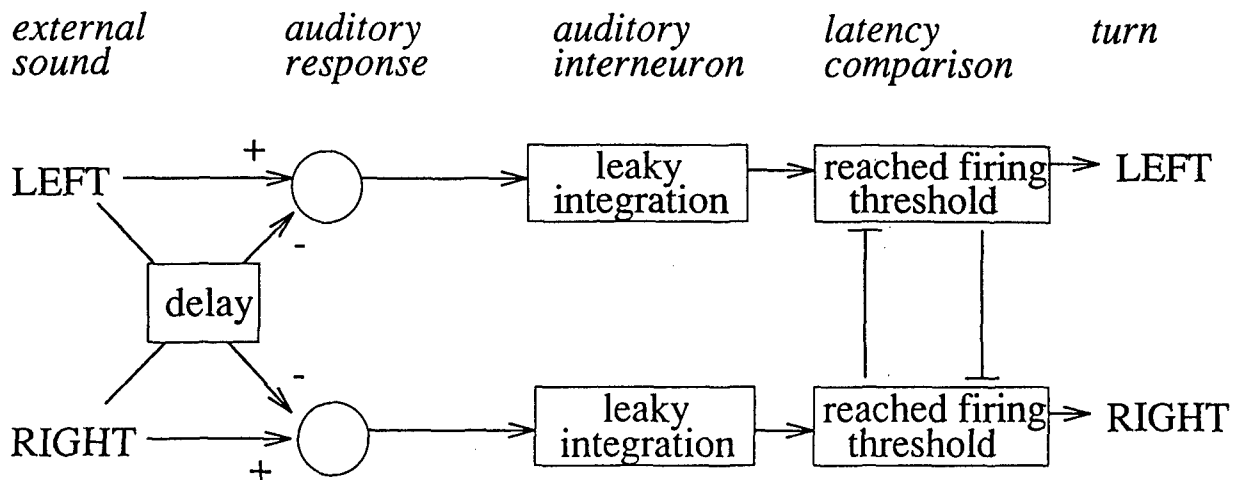 external
sound
auditory
response
auditory
interneuron
latency
comparison
turn
+
LEFT
leaky
integration
reached firing
threshold
LEFT
-
delay
-
RIGHT
+
leaky
integration
reached firing
threshold
RIGHT